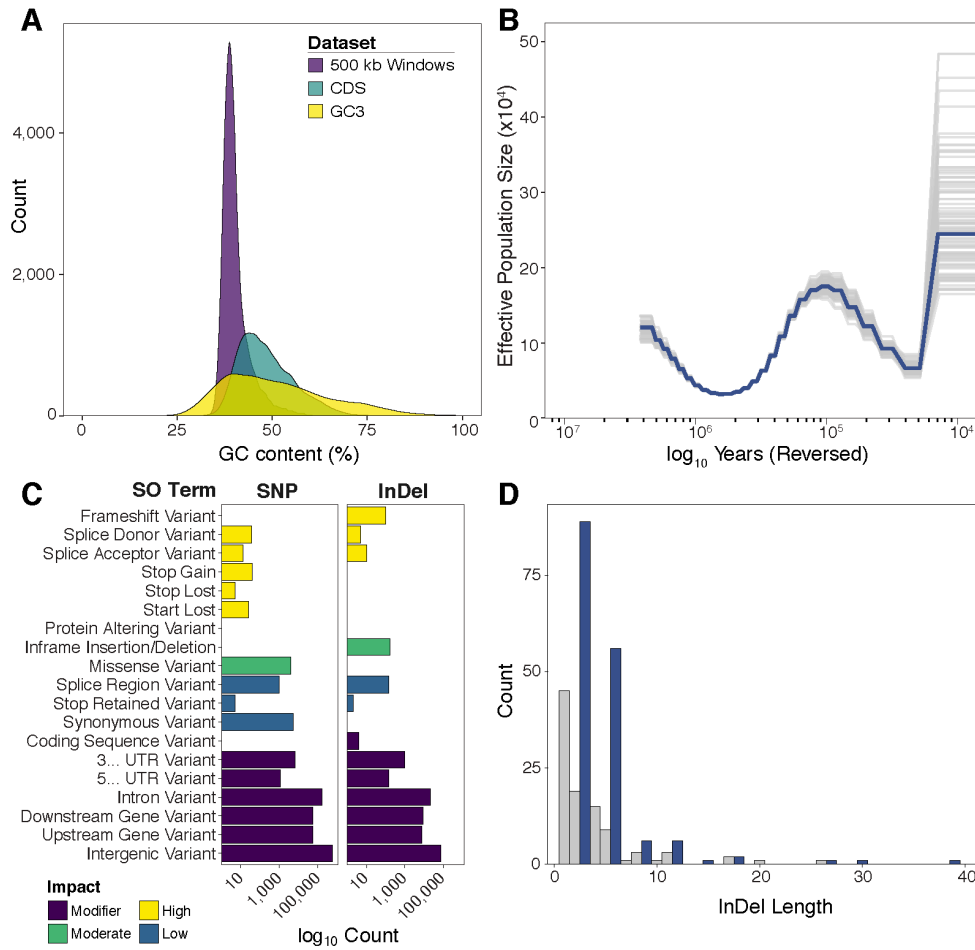 A
Dataset
500 kb Windows
CDS
GC3
Count
4,000
2,000
0
0
25
50
75
100
GC content (%)
B
Effective Population Size (x10⁴)
50
40
30
20
10
0
10⁷
10⁶
10⁵
10⁴
log₁₀ Years (Reversed)
C
SO Term
SNP
InDel
Frameshift Variant
Splice Donor Variant
Splice Acceptor Variant
Stop Gain
Stop Lost
Start Lost
Protein Altering Variant
Inframe Insertion/Deletion
Missense Variant
Splice Region Variant
Stop Retained Variant
Synonymous Variant
Coding Sequence Variant
3... UTR Variant
5... UTR Variant
Intron Variant
Downstream Gene Variant
Upstream Gene Variant
Intergenic Variant
10
1,000
100,000
10
1,000
100,000
log₁₀ Count
Impact
Modifier
High
Moderate
Low
D
Count
75
50
25
0
0
10
20
30
40
InDel Length